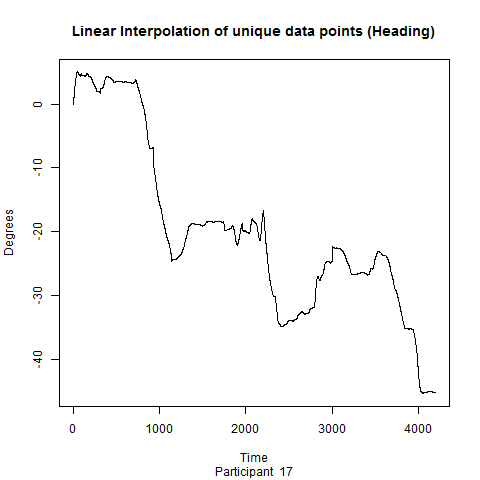 Linear Interpolation of unique data points (Heading)
Degrees
0
-10
-20
-30
-40
0 1000 2000 3000 4000
Time
Participant 17